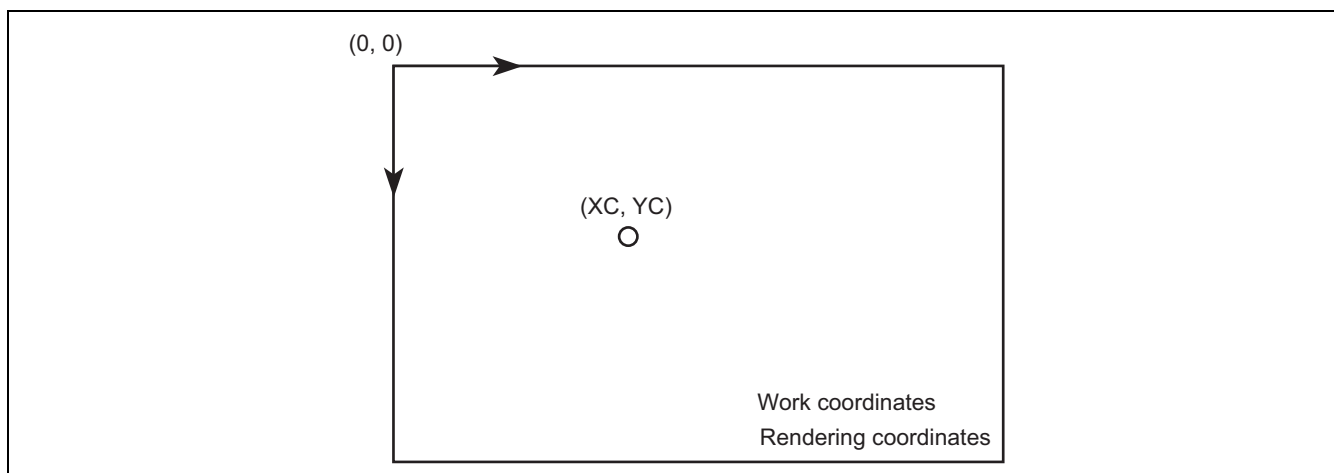 (0, 0)
(XC, YC)
Work coordinates
Rendering coordinates